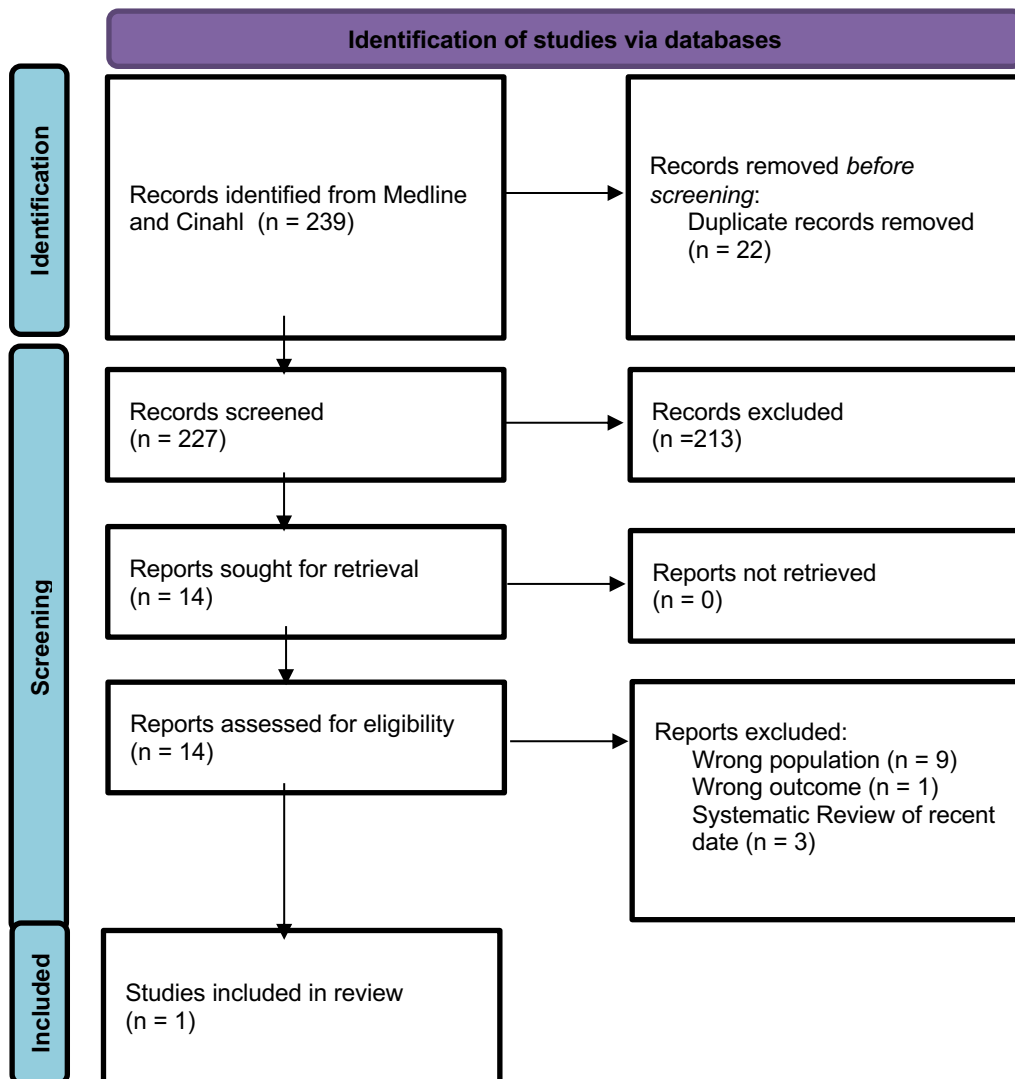 Identification of studies via databases
Identification
Records identified from Medline
and Cinahl  (n = 239)
Records removed before
screening:
Duplicate records removed
(n = 22)
Screening
Records screened
(n = 227)
Records excluded
(n =213)
Reports sought for retrieval
(n = 14)
Reports not retrieved
(n = 0)
Reports assessed for eligibility
(n = 14)
Reports excluded:
Wrong population (n = 9)
Wrong outcome (n = 1)
Systematic Review of recent
date (n = 3)
Included
Studies included in review
(n = 1)